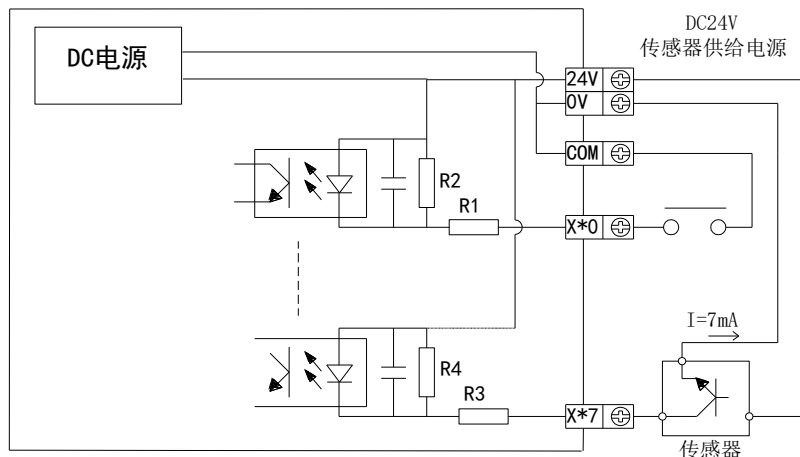 DC24V
传感器供给电源
DC电源
24V
0V
COM
R2
R1
X*0
I=7mA
R4
R3
X*7
传感器